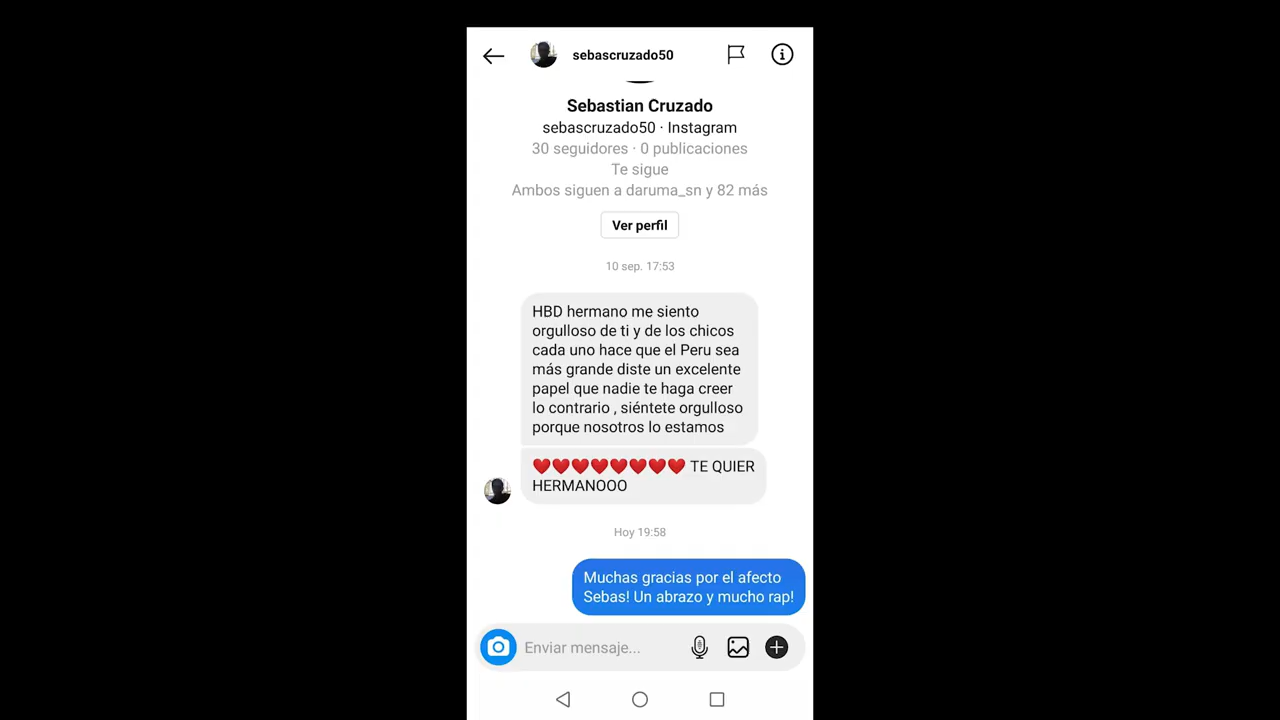 sebascruzado50
Sebastian Cruzado
sebascruzado50 · Instagram
30 seguidores · 0 publicaciones
Te sigue
Ambos siguen a daruma_sn y 82 más
Ver perfil
10 sep. 17:53
HBD hermano me siento
orgulloso de ti y de los chicos
cada uno hace que el Peru sea
más grande diste un excelente
papel que nadie te haga creer
lo contrario , siéntete orgulloso
porque nosotros lo estamos
❤️❤️❤️❤️❤️❤️❤️❤️ TE QUIER
HERMANOOO
Hoy 19:58
Muchas gracias por el afecto
Sebas! Un abrazo y mucho rap!
Enviar mensaje...